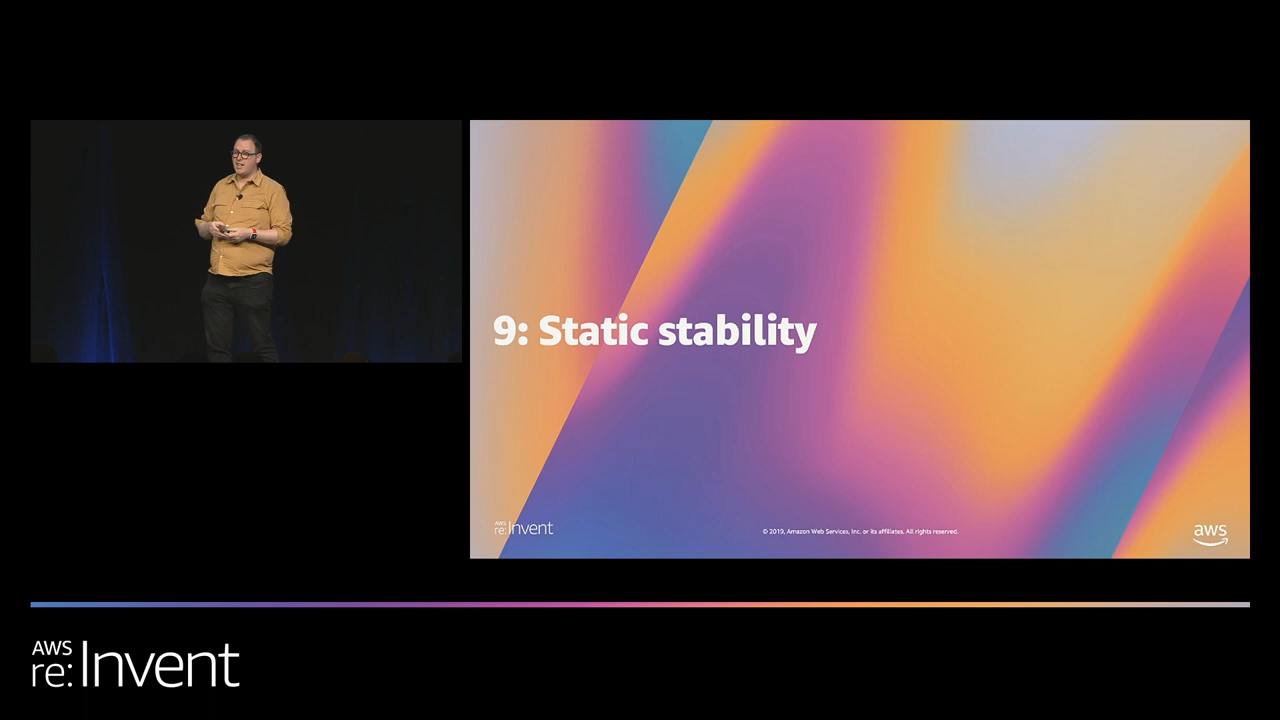 9: Static stability
AWS
re:Invent
© 2019, Amazon Web Services, Inc. or its affiliates. All rights reserved.
aws
AWS
re:Invent